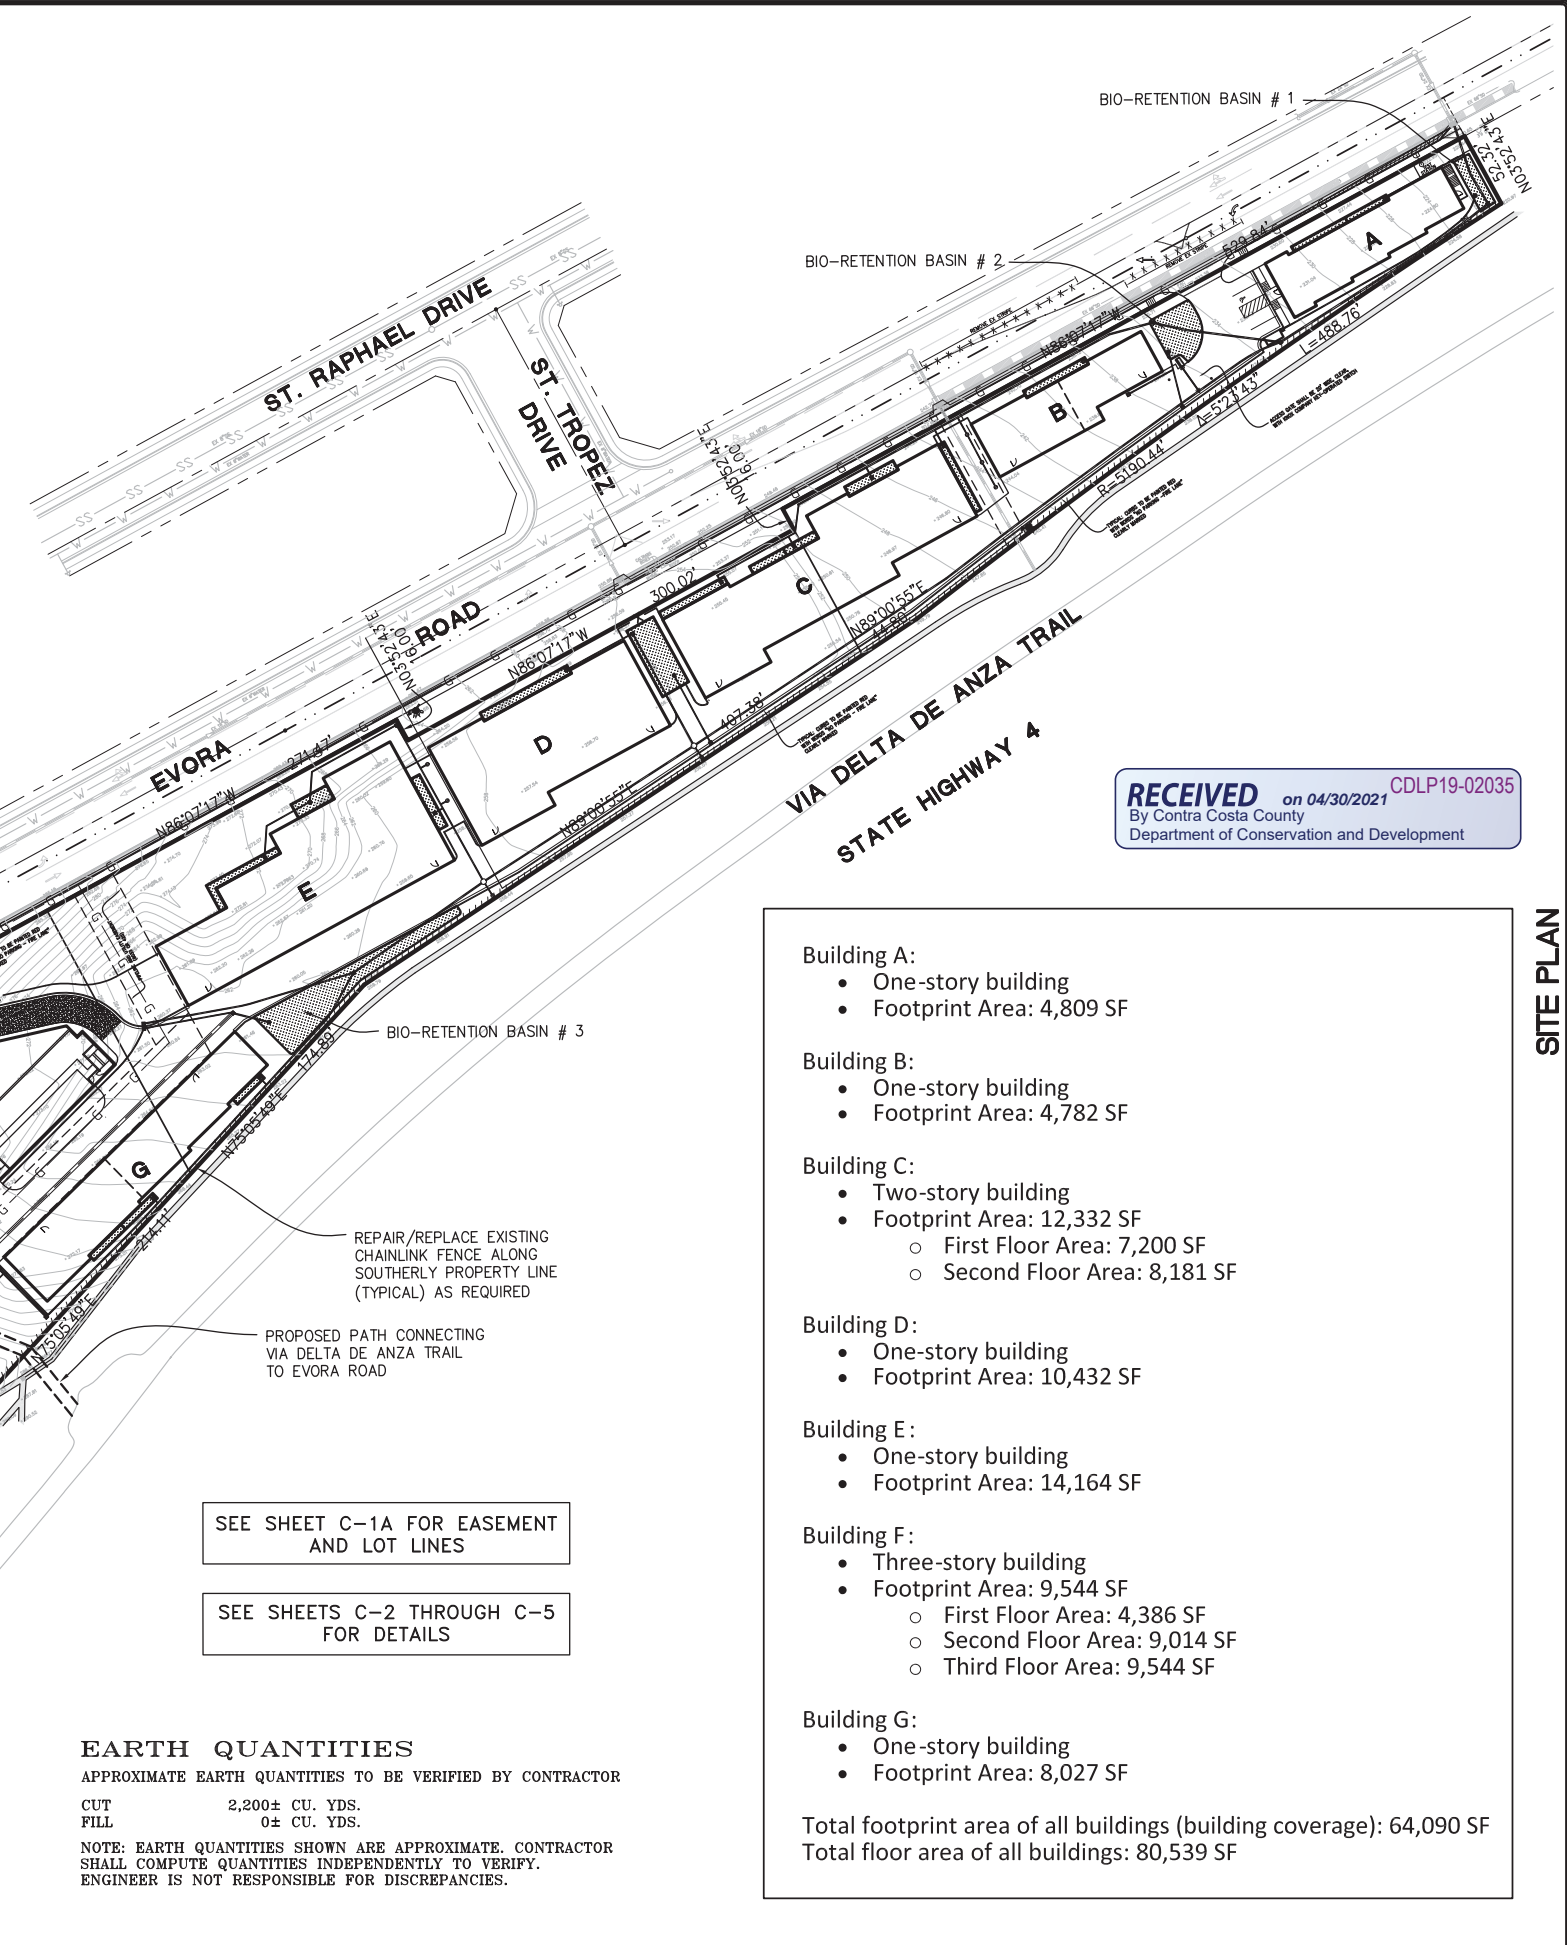 BIO-RETENTION BASIN # 1
52.32'
N03°52'43"E
BIO-RETENTION BASIN # 2
529.84'
REMOVE EX STRIPE
A
ST. RAPHAEL DRIVE
ST. TROPEZ
DRIVE
REMOVE EX STRIPE
N86°07'17"W
L=488.76'
Δ=5°23'43"
R=5190.44'
B
N03°52'43"E
16.00'
C
300.02'
N89°00'55"E
44.80'
EVORA
ROAD
N03°52'43"E
16.00'
N86°07'17"W
D
407.38'
N89°00'55"E
VIA DELTA DE ANZA TRAIL
STATE HIGHWAY 4
271.47'
N86°07'17"W
E
RECEIVED on 04/30/2021 CDLP19-02035
By Contra Costa County
Department of Conservation and Development
SITE PLAN
BIO-RETENTION BASIN # 3
174.89'
N75°05'49"E
G
214.11'
N75°05'49"E
REPAIR/REPLACE EXISTING
CHAINLINK FENCE ALONG
SOUTHERLY PROPERTY LINE
(TYPICAL) AS REQUIRED
PROPOSED PATH CONNECTING
VIA DELTA DE ANZA TRAIL
TO EVORA ROAD
SEE SHEET C-1A FOR EASEMENT
AND LOT LINES
SEE SHEETS C-2 THROUGH C-5
FOR DETAILS
EARTH QUANTITIES
APPROXIMATE EARTH QUANTITIES TO BE VERIFIED BY CONTRACTOR
CUT 2,200± CU. YDS.
FILL 0± CU. YDS.
NOTE: EARTH QUANTITIES SHOWN ARE APPROXIMATE. CONTRACTOR
SHALL COMPUTE QUANTITIES INDEPENDENTLY TO VERIFY.
ENGINEER IS NOT RESPONSIBLE FOR DISCREPANCIES.
Building A:
• One-story building
• Footprint Area: 4,809 SF
Building B:
• One-story building
• Footprint Area: 4,782 SF
Building C:
• Two-story building
• Footprint Area: 12,332 SF
○ First Floor Area: 7,200 SF
○ Second Floor Area: 8,181 SF
Building D:
• One-story building
• Footprint Area: 10,432 SF
Building E:
• One-story building
• Footprint Area: 14,164 SF
Building F:
• Three-story building
• Footprint Area: 9,544 SF
○ First Floor Area: 4,386 SF
○ Second Floor Area: 9,014 SF
○ Third Floor Area: 9,544 SF
Building G:
• One-story building
• Footprint Area: 8,027 SF
Total footprint area of all buildings (building coverage): 64,090 SF
Total floor area of all buildings: 80,539 SF